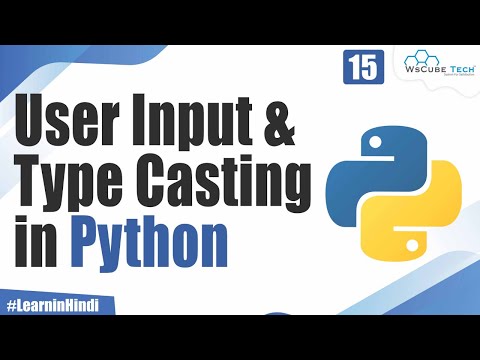 15
WsCube Tech
User Input &
Type Casting
in Python
#LearninHindi